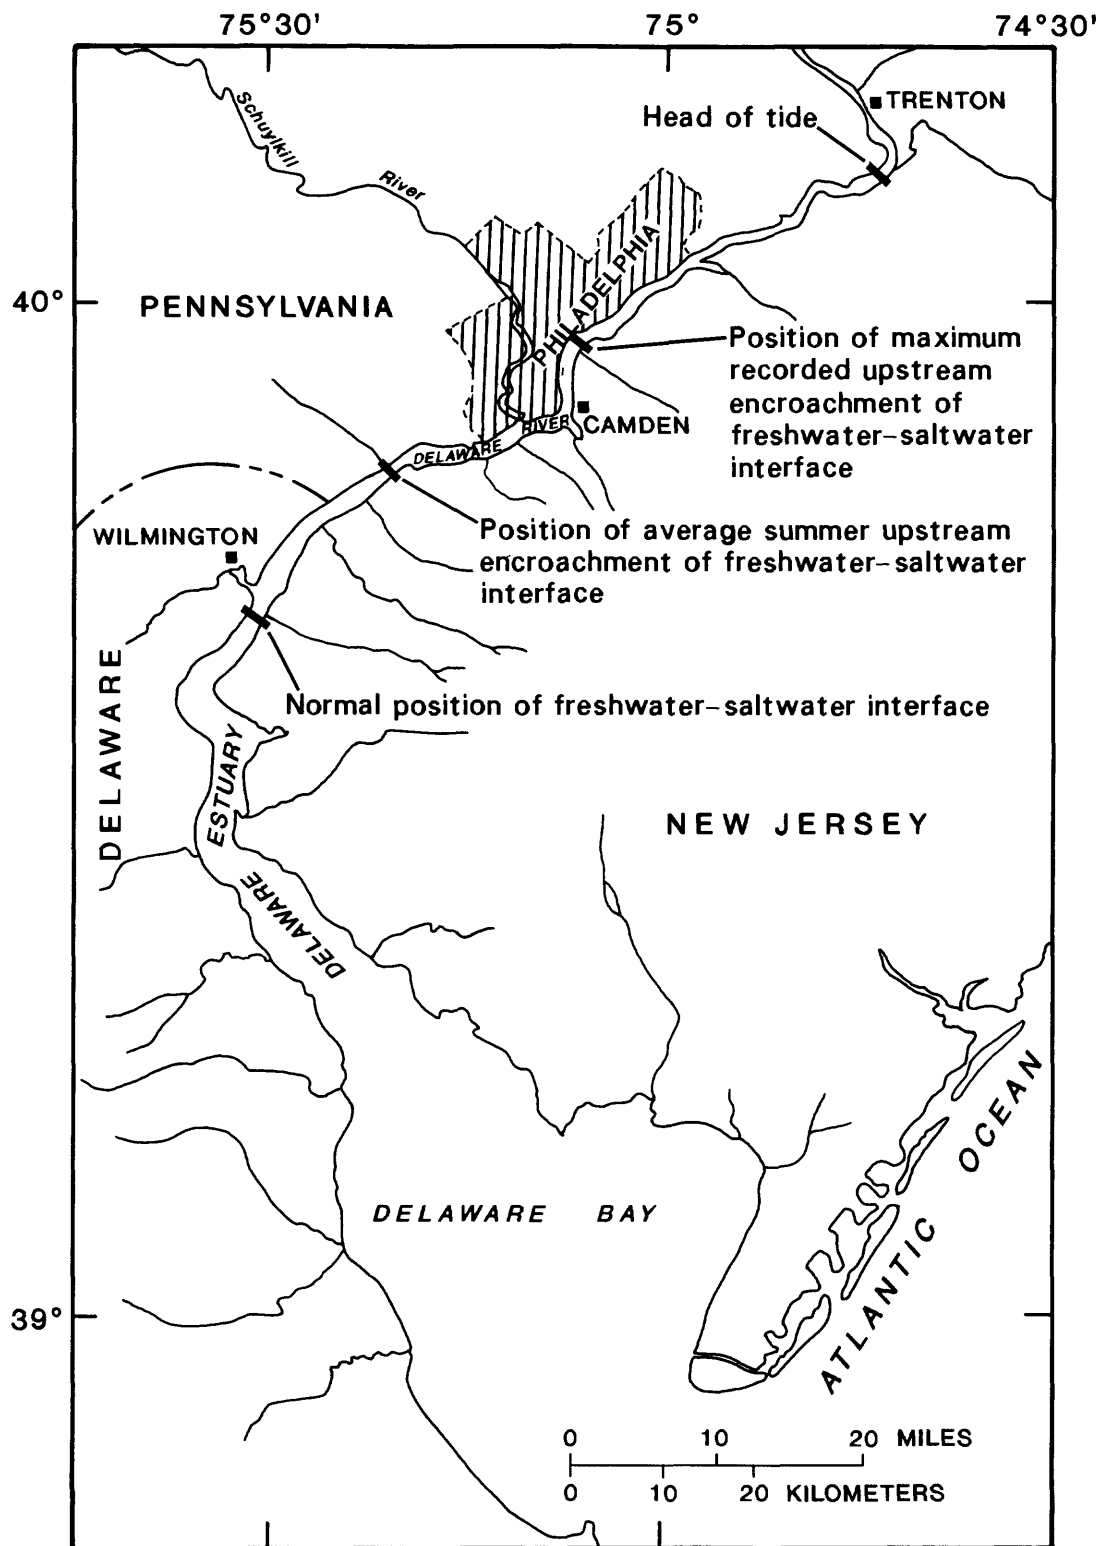 75°30'
75°
74°30'
TRENTON
Head of tide
Schuylkill
River
PHILADELPHIA
40°
PENNSYLVANIA
Position of maximum
recorded upstream
encroachment of
freshwater-saltwater
interface
CAMDEN
DELAWARE RIVER
Position of average summer upstream
encroachment of freshwater-saltwater
interface
WILMINGTON
Normal position of freshwater-saltwater interface
DELAWARE
ESTUARY
DELAWARE
NEW JERSEY
ATLANTIC OCEAN
DELAWARE BAY
39°
0 10 20 MILES
0 10 20 KILOMETERS